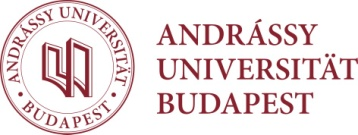 ANDRÁSSY UNIVERSITÄT
· BUDAPEST ·
ANDRÁSSY
UNIVERSITÄT
BUDAPEST